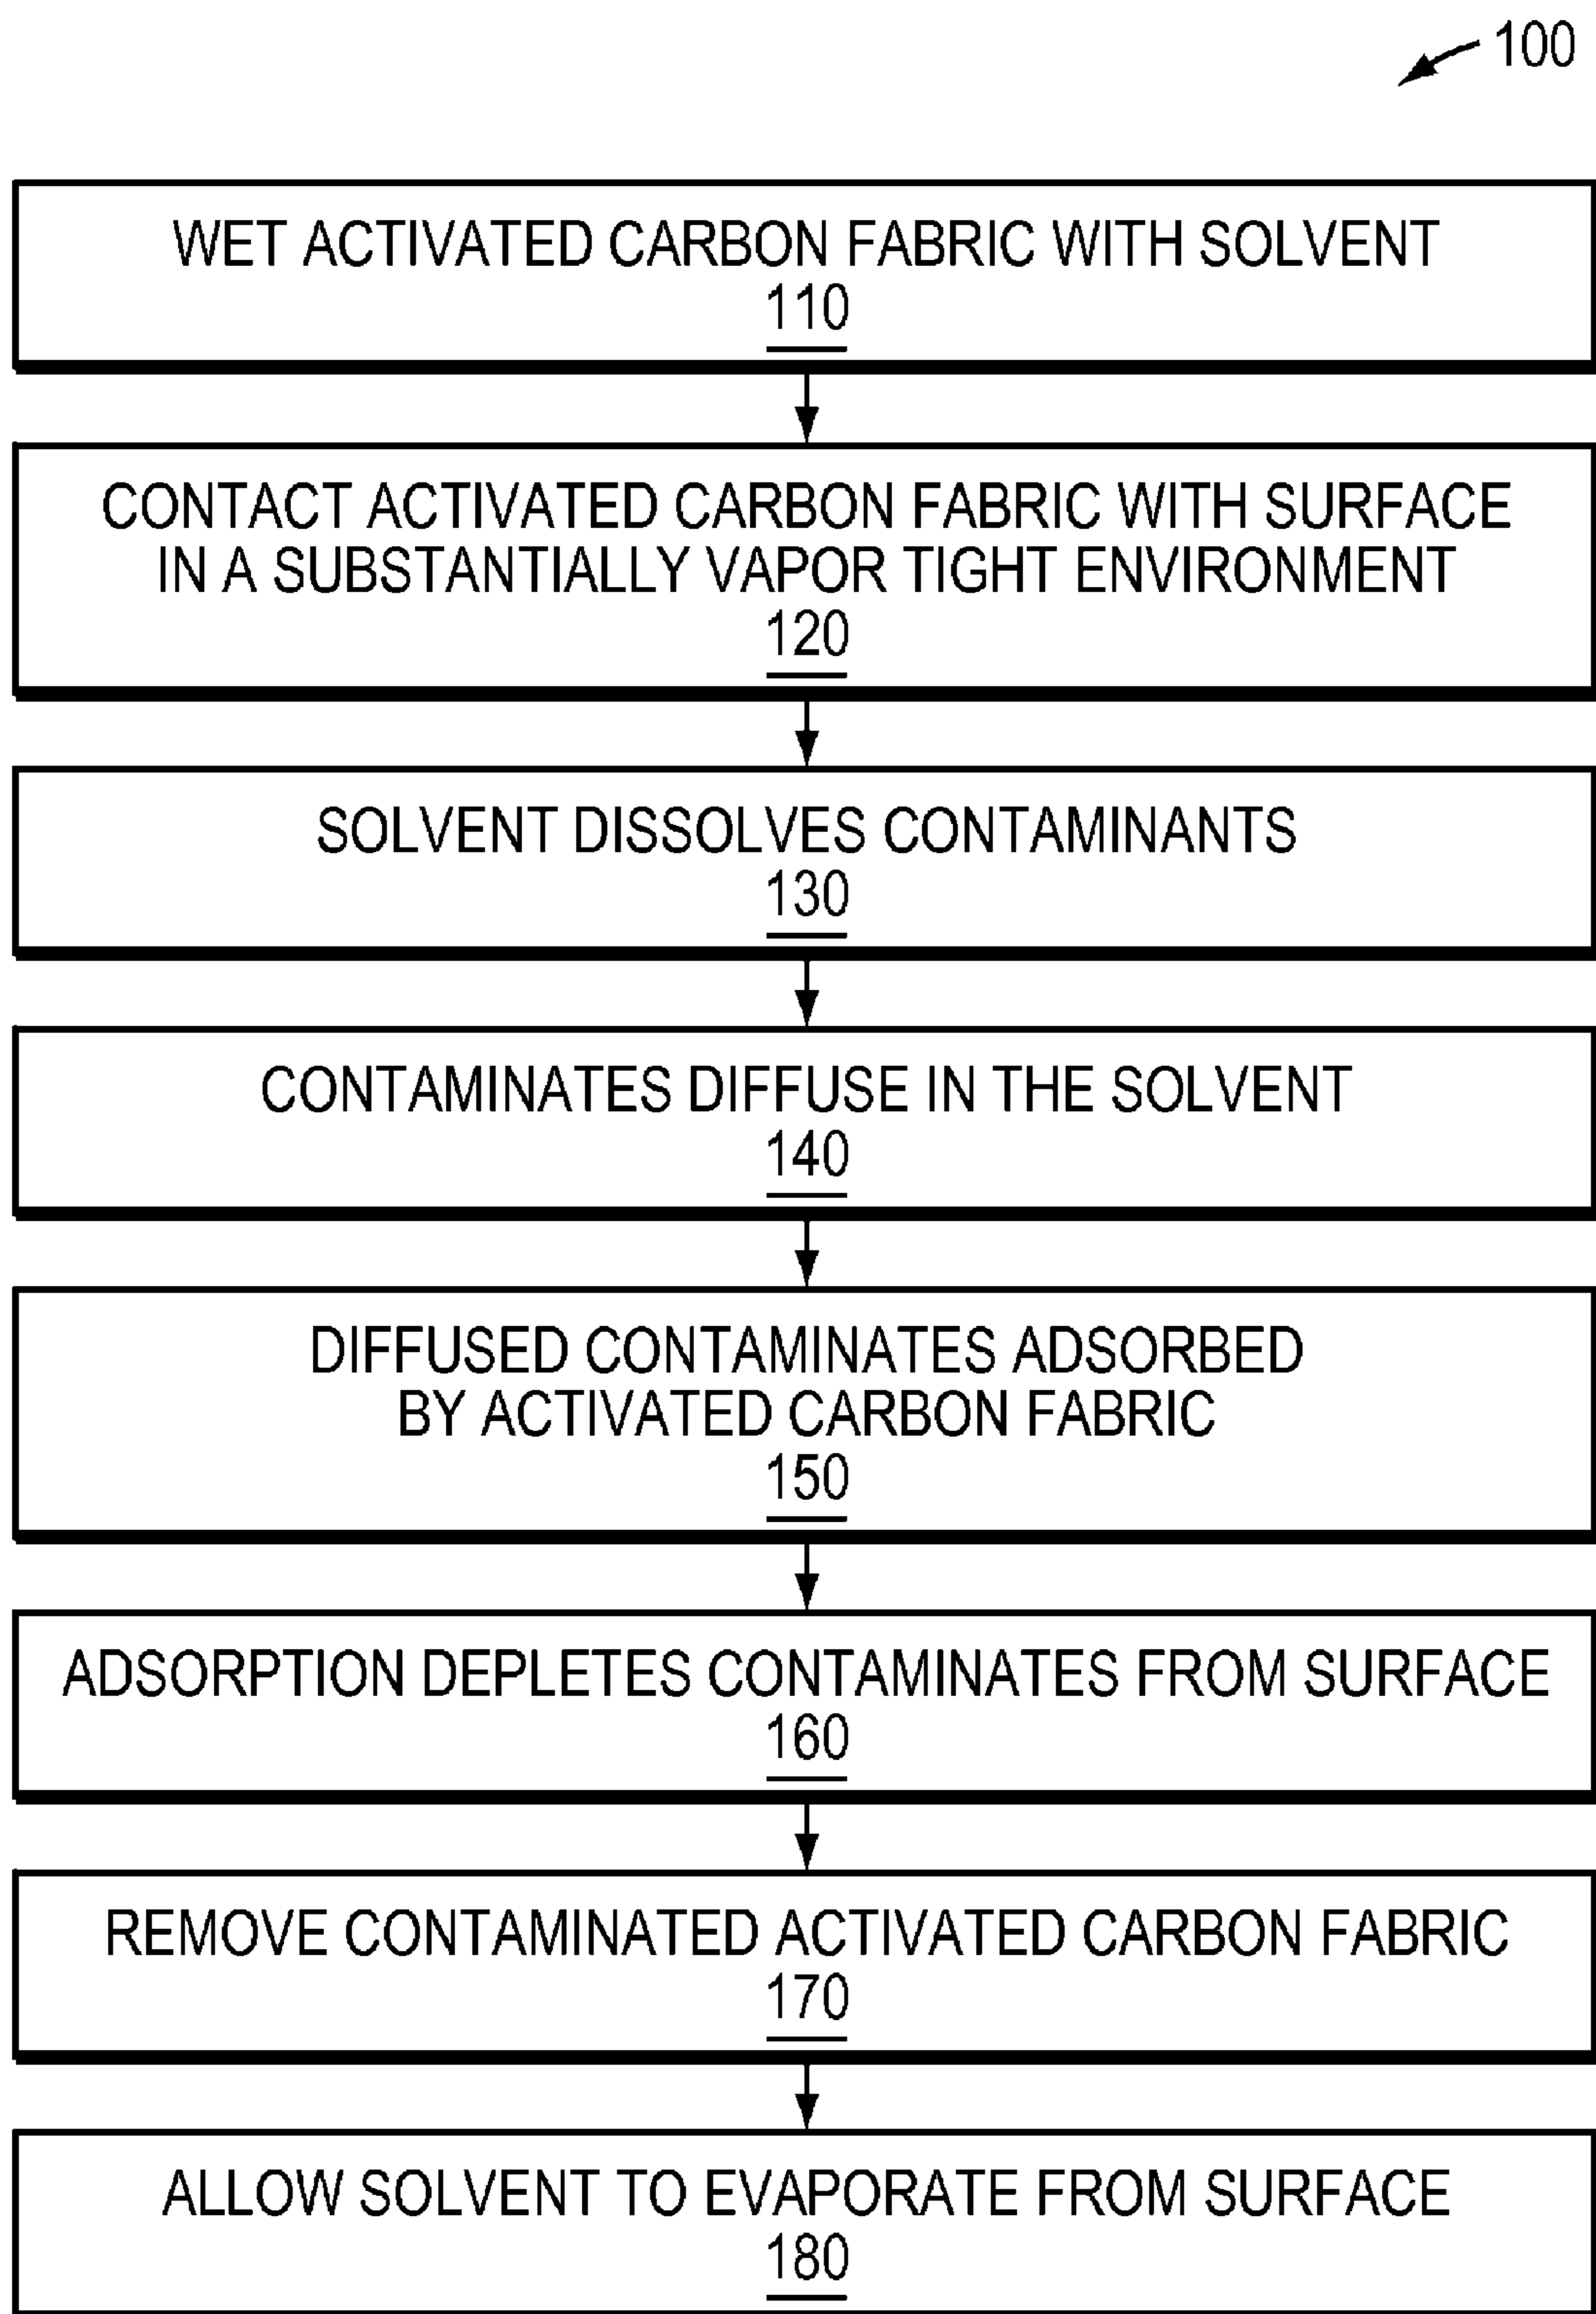 100
WET ACTIVATED CARBON FABRIC WITH SOLVENT
110
CONTACT ACTIVATED CARBON FABRIC WITH SURFACE
IN A SUBSTANTIALLY VAPOR TIGHT ENVIRONMENT
120
SOLVENT DISSOLVES CONTAMINANTS
130
CONTAMINATES DIFFUSE IN THE SOLVENT
140
DIFFUSED CONTAMINATES ADSORBED
BY ACTIVATED CARBON FABRIC
150
ADSORPTION DEPLETES CONTAMINATES FROM SURFACE
160
REMOVE CONTAMINATED ACTIVATED CARBON FABRIC
170
ALLOW SOLVENT TO EVAPORATE FROM SURFACE
180